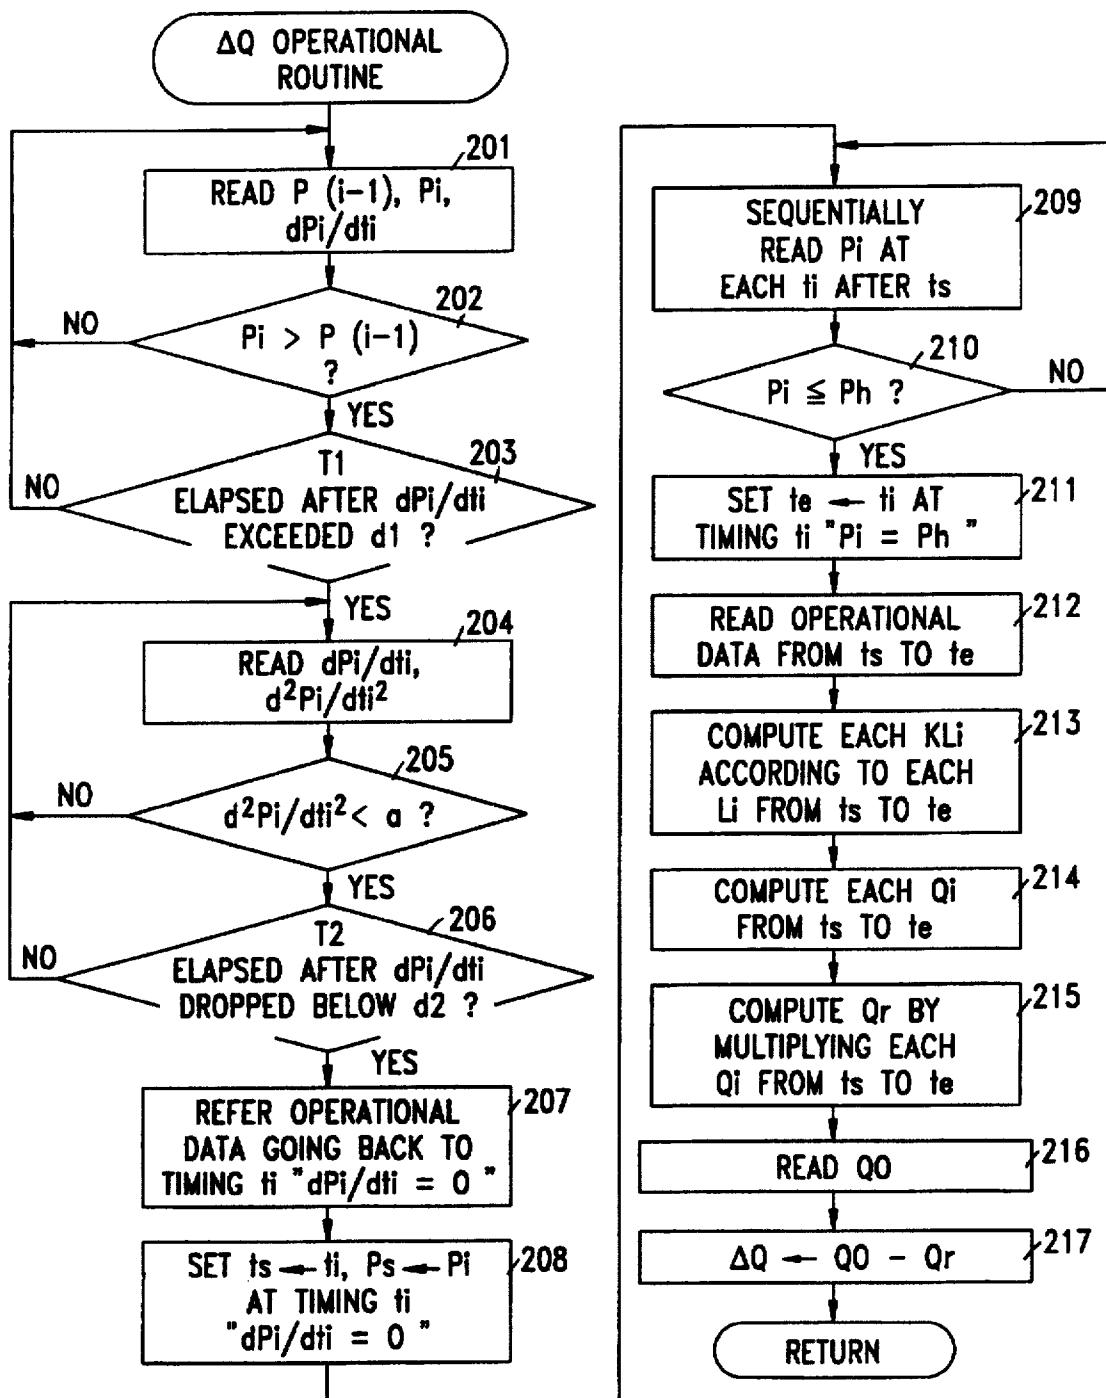 ΔQ OPERATIONAL
ROUTINE
201
READ P (i-1), Pi,
dPi/dti
202
Pi > P (i-1)
?
NO
YES
203
T1
ELAPSED AFTER dPi/dti
EXCEEDED d1 ?
NO
YES
204
READ dPi/dti,
d²Pi/dti²
205
d²Pi/dti² < a ?
NO
YES
206
T2
ELAPSED AFTER dPi/dti
DROPPED BELOW d2 ?
NO
YES
207
REFER OPERATIONAL
DATA GOING BACK TO
TIMING ti "dPi/dti = 0 "
208
SET ts ← ti, Ps ← Pi
AT TIMING ti
"dPi/dti = 0 "
209
SEQUENTIALLY
READ Pi AT
EACH ti AFTER ts
210
Pi ≦ Ph ?
NO
YES
211
SET te ← ti AT
TIMING ti "Pi = Ph "
212
READ OPERATIONAL
DATA FROM ts TO te
213
COMPUTE EACH KLi
ACCORDING TO EACH
Li FROM ts TO te
214
COMPUTE EACH Qi
FROM ts TO te
215
COMPUTE Qr BY
MULTIPLYING EACH
Qi FROM ts TO te
216
READ Q0
217
ΔQ ← Q0 - Qr
RETURN